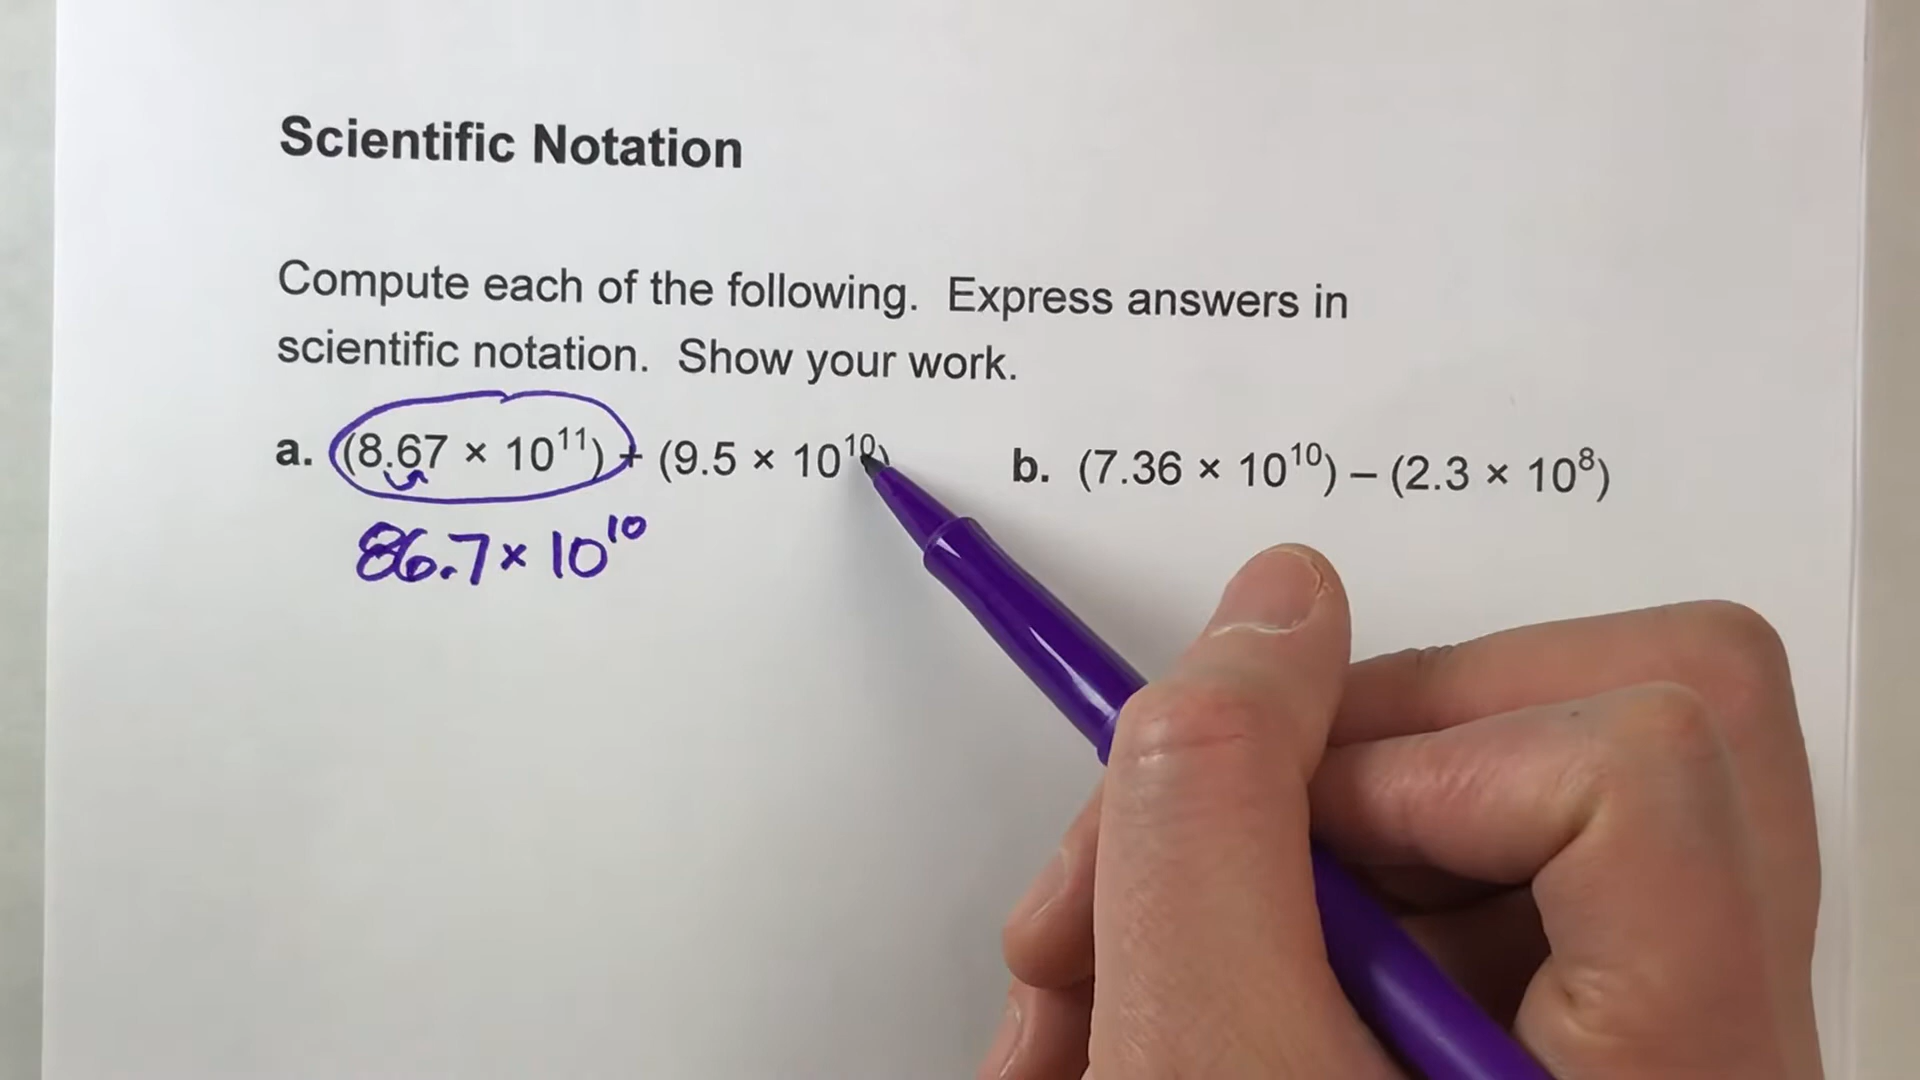 Scientific Notation
Compute each of the following. Express answers in
scientific notation. Show your work.
a. (8.67 × 10¹¹) + (9.5 × 10¹⁰) b. (7.36 × 10¹⁰) – (2.3 × 10⁸)
86.7 × 10¹⁰